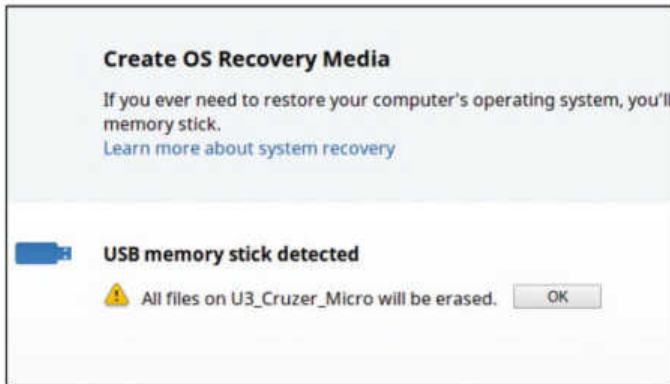 Create OS Recovery Media
If you ever need to restore your computer's operating system, you'll
memory stick.
Learn more about system recovery
USB memory stick detected
All files on U3_Cruzer_Micro will be erased.
OK